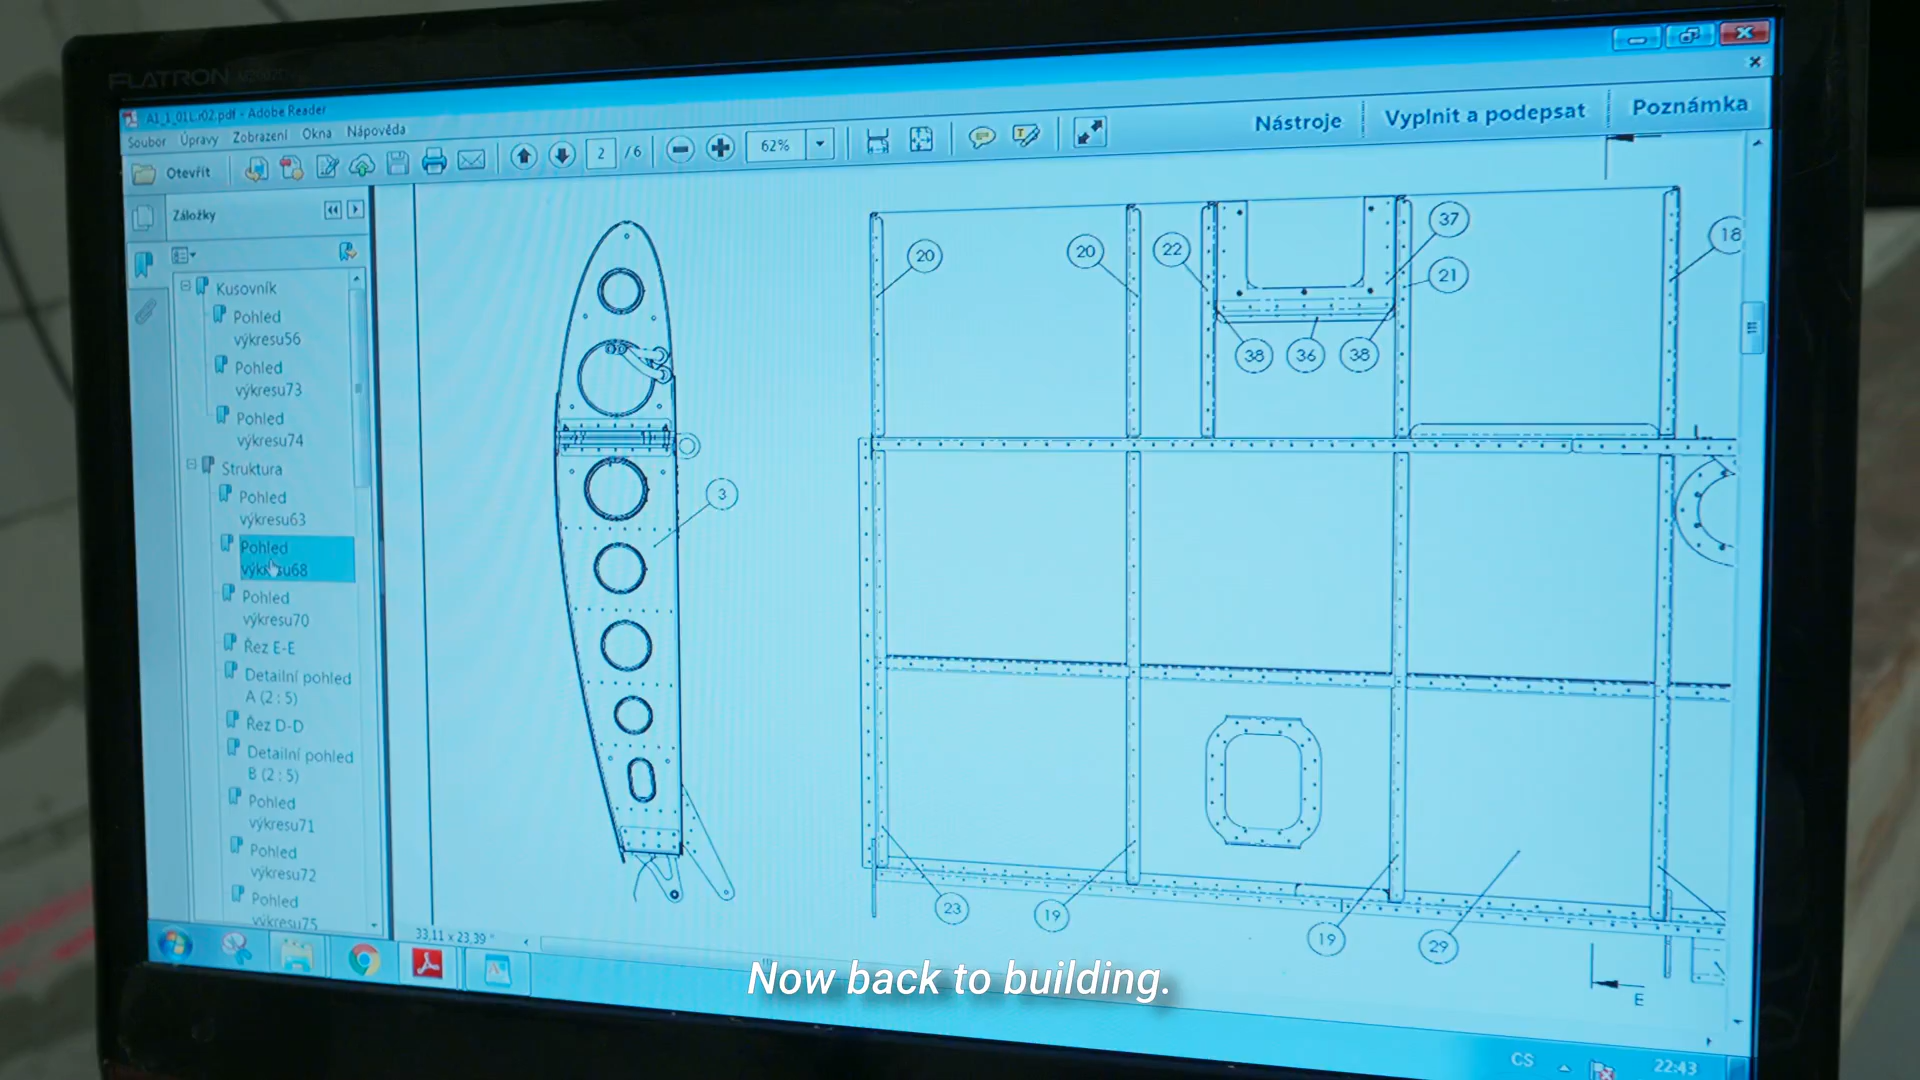 FLATRON
A1_1_01L.r02.pdf - Adobe Reader
Soubor Úpravy Zobrazení Okna Nápověda
Otevřít
2 / 6
62%
Nástroje
Vyplnit a podepsat
Poznámka
Záložky
Kusovník
Pohled
výkresu56
Pohled
výkresu73
Pohled
výkresu74
Struktura
Pohled
výkresu63
Pohled
Pohled
výkresu70
Řez E-E
Detailní pohled
A (2 : 5)
Řez D-D
Detailní pohled
B (2 : 5)
Pohled
výkresu71
Pohled
výkresu72
Pohled
výkresu75
3
20
20
22
37
21
18
38
36
38
23
19
19
29
E
33,11 x 23,39 "
Now back to building.
CS
22:43